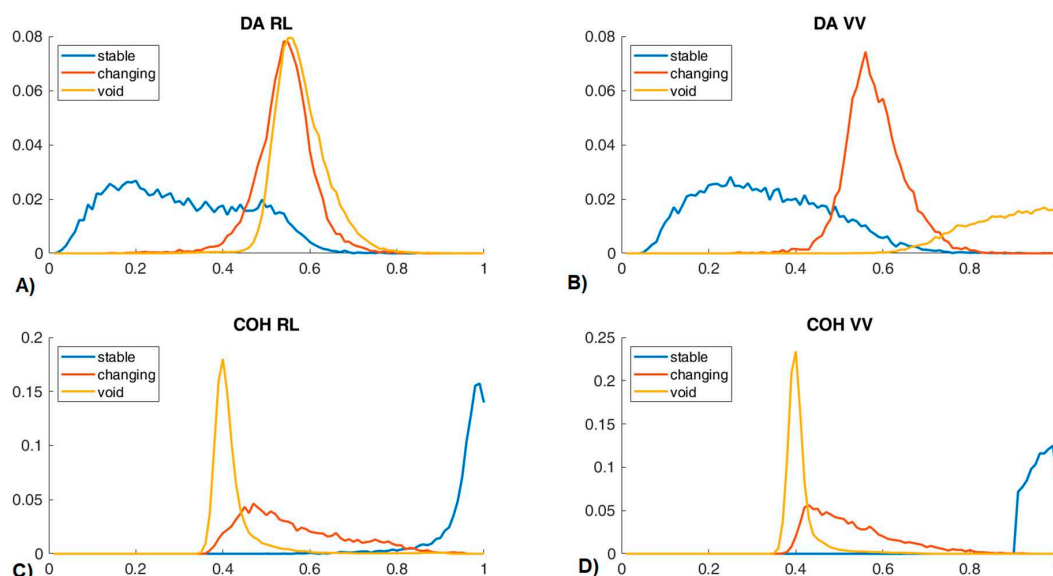 DA RL
0.08
0.06
0.04
0.02
0
stable
changing
void
0 0.2 0.4 0.6 0.8 1
A)
DA VV
0.08
0.06
0.04
0.02
0
stable
changing
void
0 0.2 0.4 0.6 0.8
B)
COH RL
0.2
0.15
0.1
0.05
0
stable
changing
void
0 0.2 0.4 0.6 0.8 1
C)
COH VV
0.25
0.2
0.15
0.1
0.05
0
stable
changing
void
0 0.2 0.4 0.6 0.8
D)